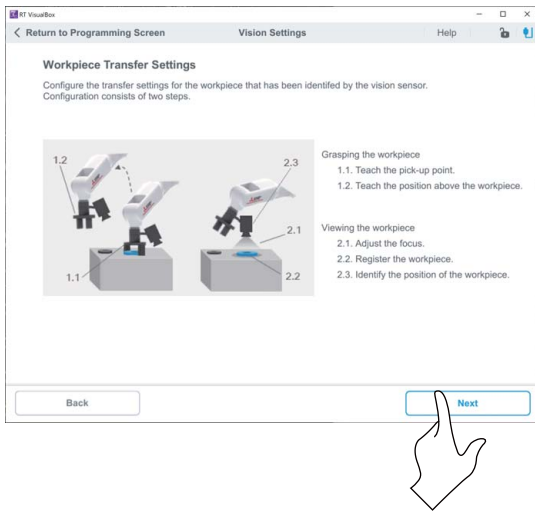 RT VisualBox
Return to Programming Screen
Vision Settings
Help
Workpiece Transfer Settings
Configure the transfer settings for the workpiece that has been identifed by the vision sensor.
Configuration consists of two steps.
1.2
1.1
2.3
2.1
2.2
Grasping the workpiece
1.1. Teach the pick-up point.
1.2. Teach the position above the workpiece.
Viewing the workpiece
2.1. Adjust the focus.
2.2. Register the workpiece.
2.3. Identify the position of the workpiece.
Back
Next